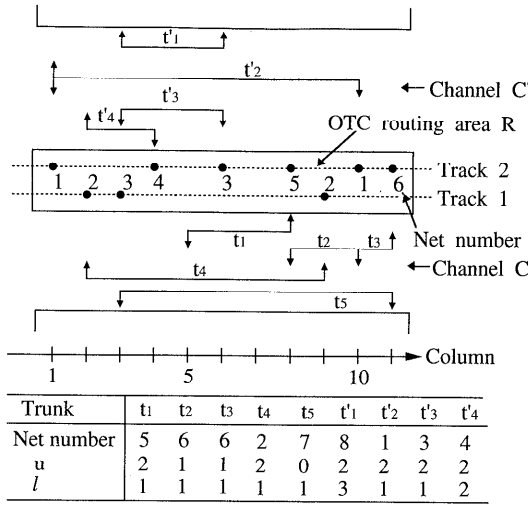 t'1
t'2
Channel C'
t'3
t'4
OTC routing area R
1 2 3 4 3 5 2 1 6
Track 2
Track 1
Net number
t1 t2 t3
t4
Channel C
t5
Column
1 5 10
Trunk t1 t2 t3 t4 t5 t'1 t'2 t'3 t'4
Net number 5 6 6 2 7 8 1 3 4
u 2 1 1 2 0 2 2 2 2
l 1 1 1 1 1 3 1 1 2